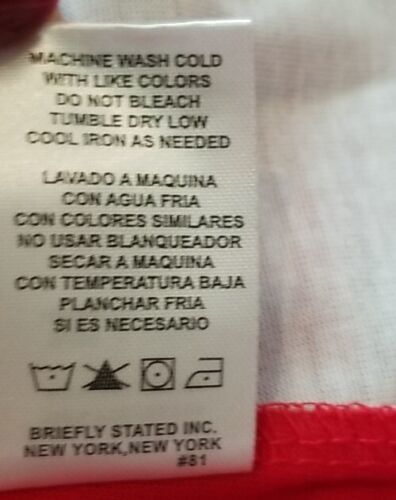 MACHINE WASH COLD
WITH LIKE COLORS
DO NOT BLEACH
TUMBLE DRY LOW
COOL IRON AS NEEDED
LAVADO A MAQUINA
CON AGUA FRIA
CON COLORES SIMILARES
NO USAR BLANQUEADOR
SECAR A MAQUINA
CON TEMPERATURA BAJA
PLANCHAR FRIA
SI ES NECESARIO
BRIEFLY STATED INC.
NEW YORK,NEW YORK
#81